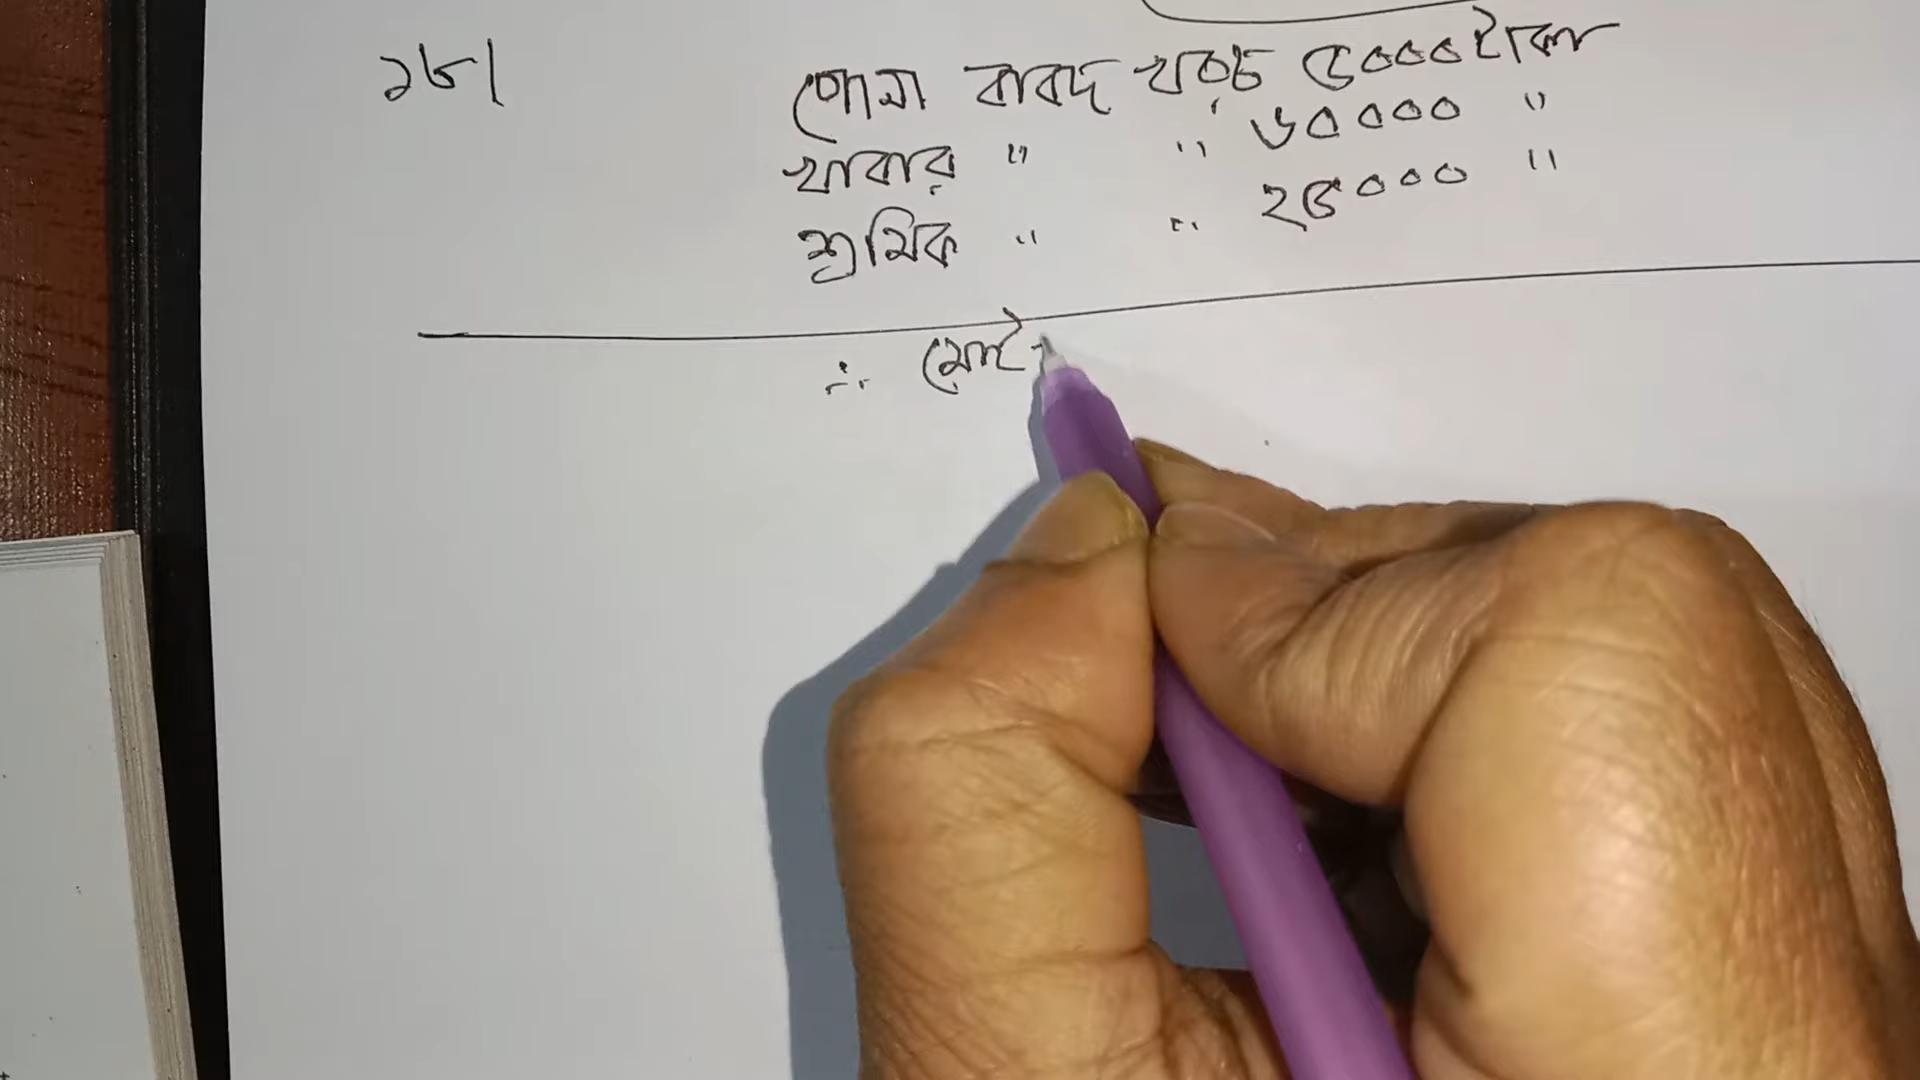 ১৮। পোনা বাবদ খরচ ৫০০০ টাকা
খাবার " " ৬০০০০ "
শ্রমিক " " ২৫০০০ "
∴ মোট